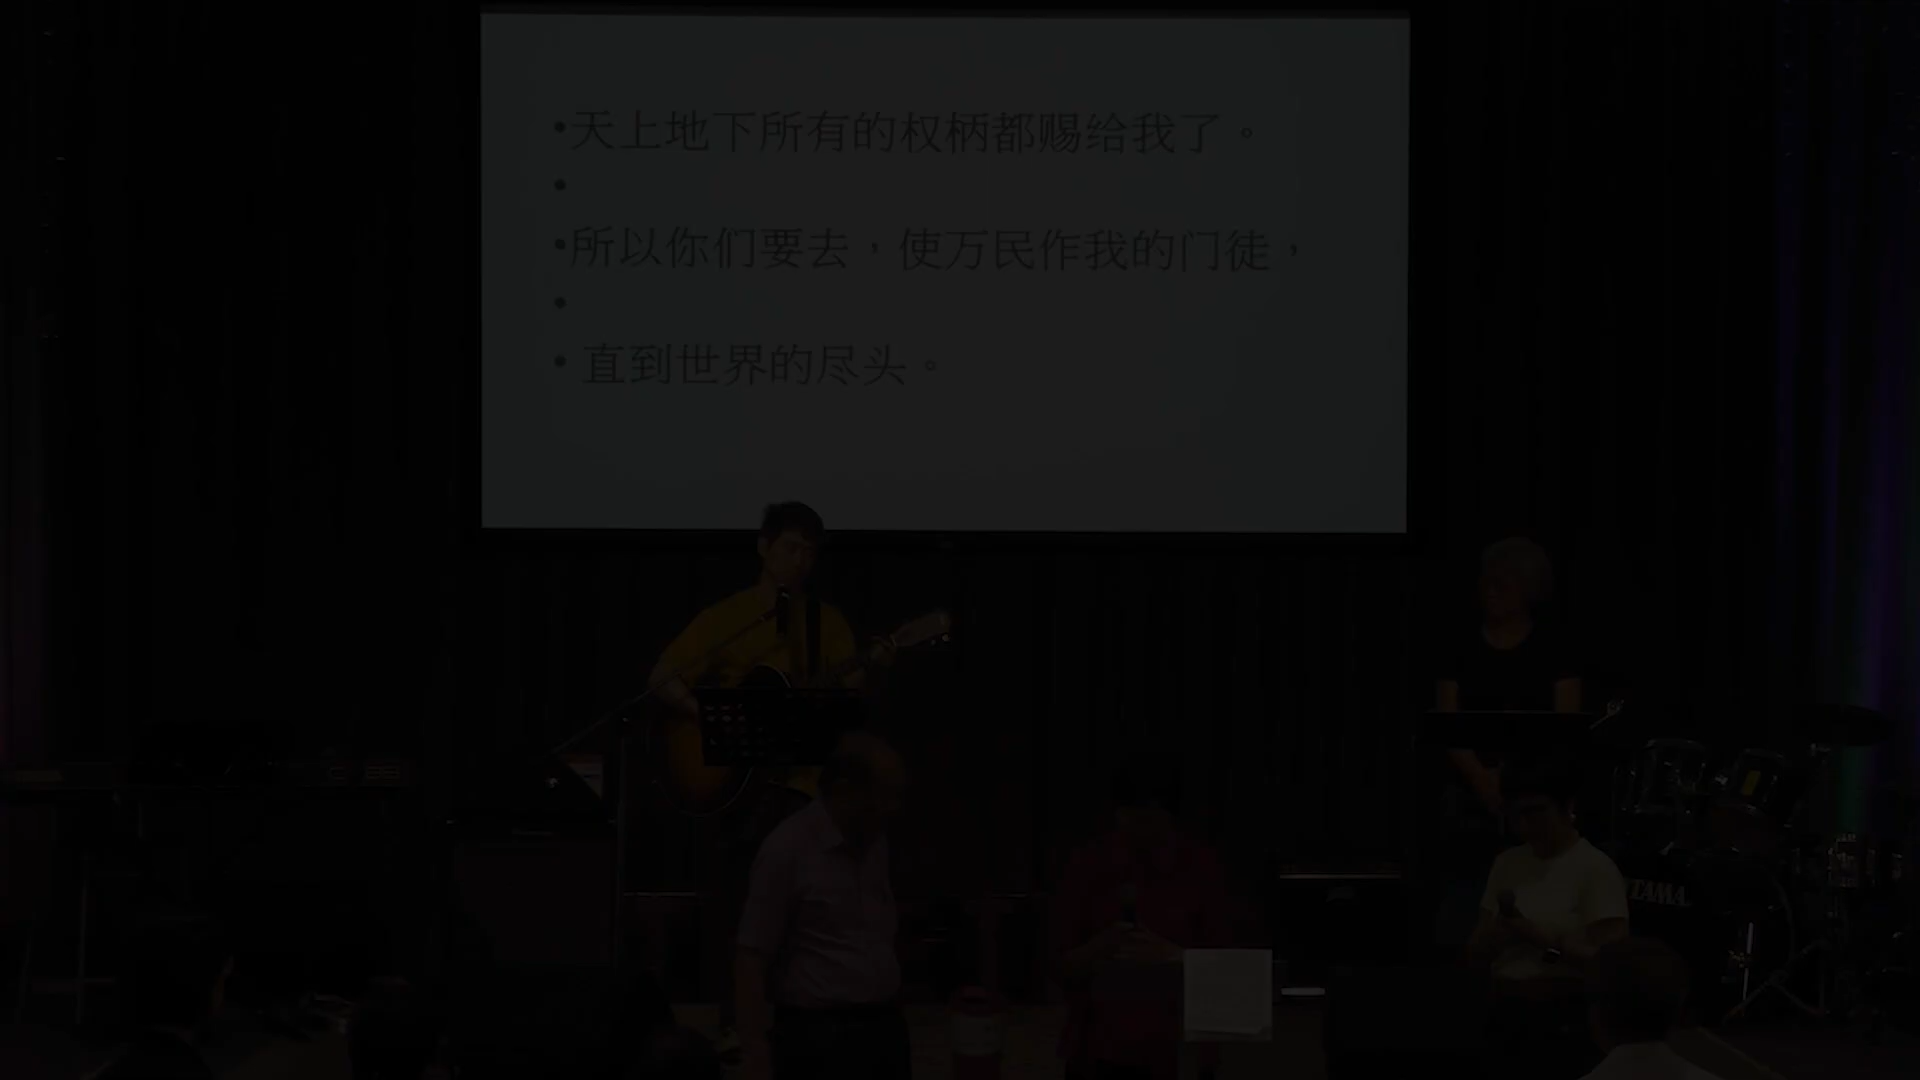 •天上地下所有的权柄都赐给我了。
•
•所以你们要去，使万民作我的门徒，
•
• 直到世界的尽头。
TAMA